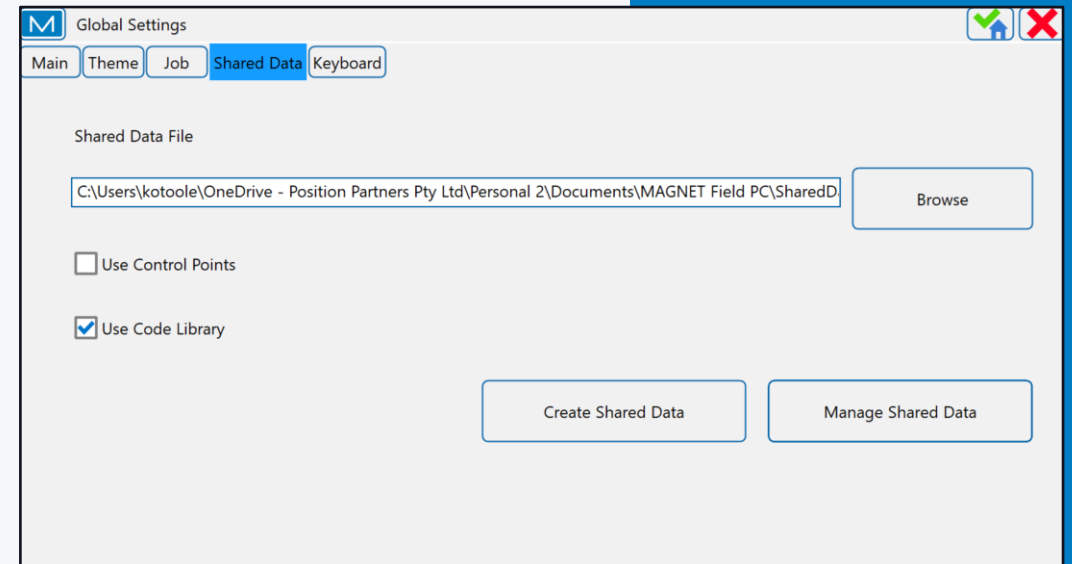 Global Settings
Main Theme Job Shared Data Keyboard
Shared Data File
C:\Users\kotoole\OneDrive - Position Partners Pty Ltd\Personal 2\Documents\MAGNET Field PC\SharedD
Browse
Use Control Points
Use Code Library
Create Shared Data Manage Shared Data